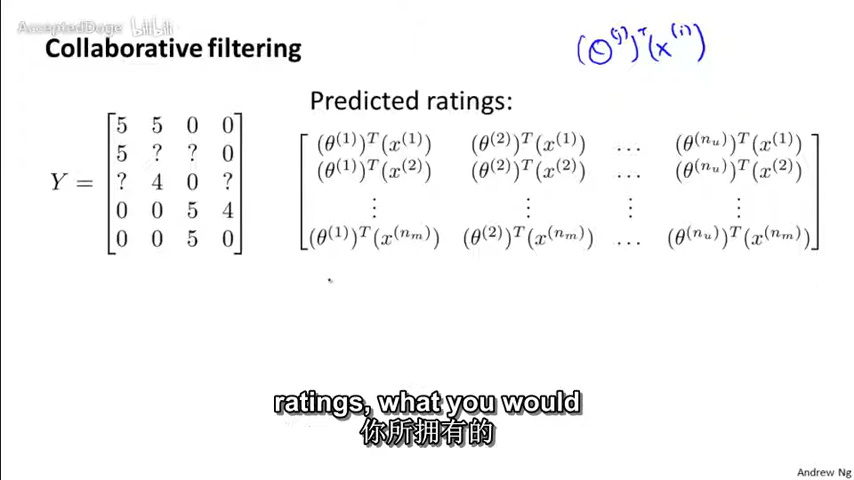 AcceptedDoge bilibili
Collaborative filtering
(θ^(j))^T (x^(i))
Predicted ratings:
Y = [5 5 0 0
5 ? ? 0
? 4 0 ?
0 0 5 4
0 0 5 0]
[(θ^(1))^T(x^(1)) (θ^(2))^T(x^(1)) … (θ^(n_u))^T(x^(1))
(θ^(1))^T(x^(2)) (θ^(2))^T(x^(2)) … (θ^(n_u))^T(x^(2))
⋮ ⋮ ⋮ ⋮
(θ^(1))^T(x^(n_m)) (θ^(2))^T(x^(n_m)) … (θ^(n_u))^T(x^(n_m))]
ratings, what you would
你所拥有的
Andrew Ng